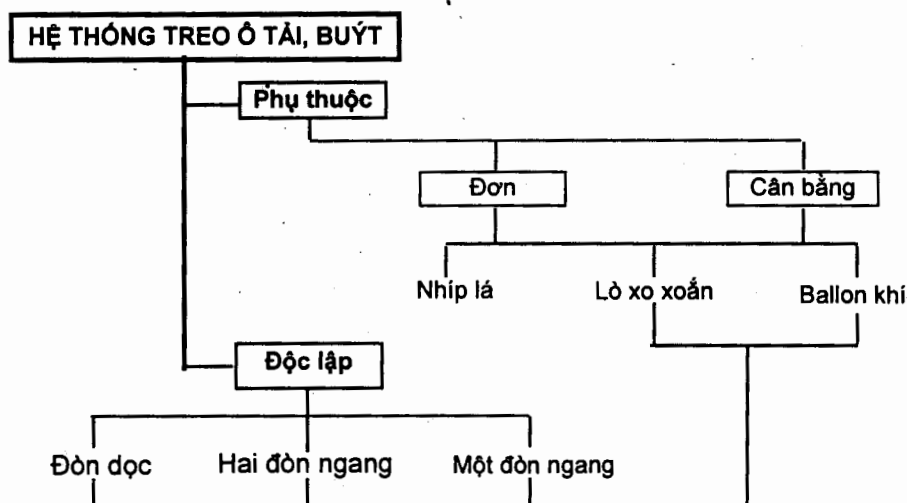 HỆ THỐNG TREO Ô TẢI, BUÝT
Phụ thuộc
Đơn
Cân bằng
Nhíp lá
Lò xo xoắn
Ballon khí
Độc lập
Đòn dọc
Hai đòn ngang
Một đòn ngang